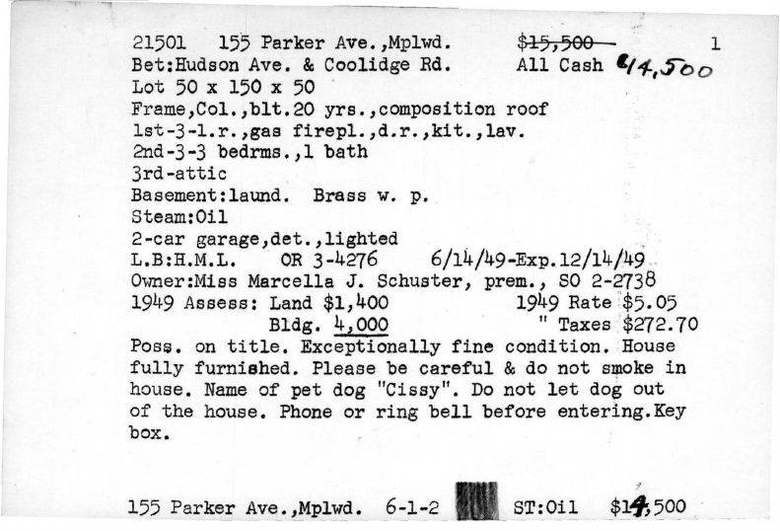 21501 155 Parker Ave.,Mplwd. $15,500 1
Bet:Hudson Ave. & Coolidge Rd. All Cash $14,500
Lot 50 x 150 x 50
Frame,Col.,blt.20 yrs.,composition roof
1st-3-l.r.,gas firepl.,d.r.,kit.,lav.
2nd-3-3 bedrms.,1 bath
3rd-attic
Basement:laund. Brass w. p.
Steam:Oil
2-car garage,det.,lighted
L.B:H.M.L. OR 3-4276 6/14/49-Exp.12/14/49
Owner:Miss Marcella J. Schuster, prem., SO 2-2738
1949 Assess: Land $1,400 1949 Rate $5.05
Bldg. 4,000 " Taxes $272.70
Poss. on title. Exceptionally fine condition. House
fully furnished. Please be careful & do not smoke in
house. Name of pet dog "Cissy". Do not let dog out
of the house. Phone or ring bell before entering.Key
box.
155 Parker Ave.,Mplwd. 6-1-2 ST:Oil $14,500